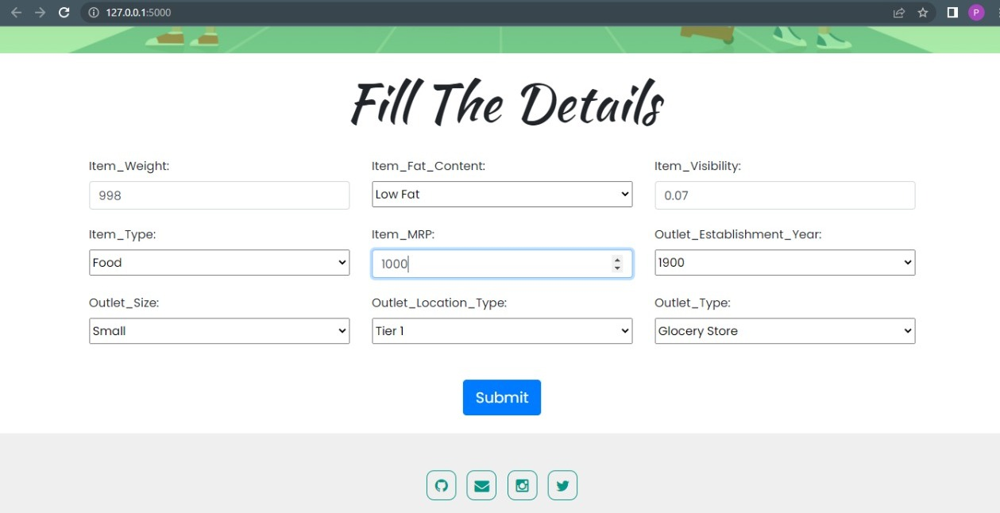 127.0.0.1:5000
P
Fill The Details
Item_Weight: Item_Fat_Content: Item_Visibility:
998 Low Fat 0.07
Item_Type: Item_MRP: Outlet_Establishment_Year:
Food 1000 1900
Outlet_Size: Outlet_Location_Type: Outlet_Type:
Small Tier 1 Glocery Store
Submit